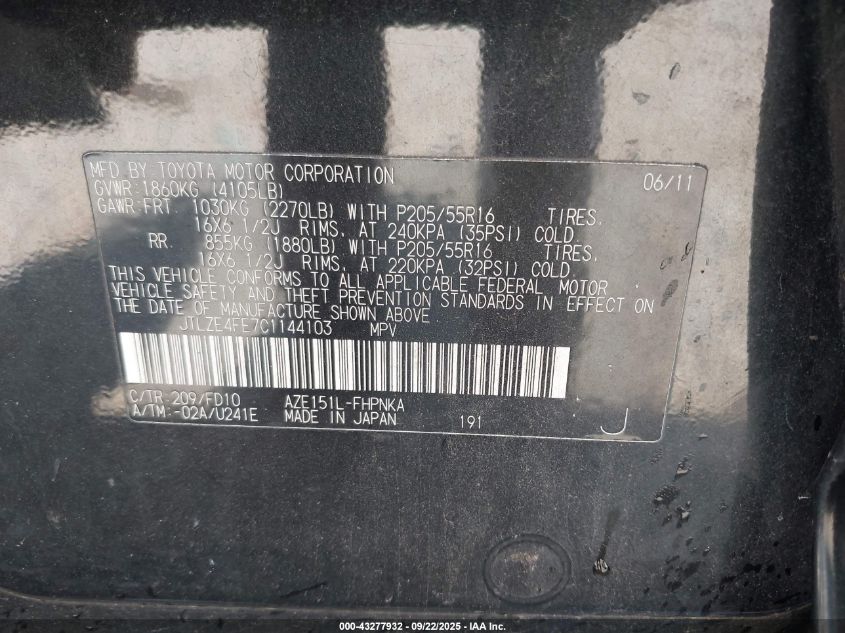 MFD BY TOYOTA MOTOR CORPORATION 06/11
GVWR:1860KG (4105LB)
GAWR:FRT 1030KG (2270LB) WITH P205/55R16 TIRES.
16X6 1/2J RIMS. AT 240KPA (35PSI) COLD.
RR. 855KG (1880LB) WITH P205/55R16 TIRES.
16X6 1/2J RIMS. AT 220KPA (32PSI) COLD.
THIS VEHICLE CONFORMS TO ALL APPLICABLE FEDERAL MOTOR
VEHICLE SAFETY AND THEFT PREVENTION STANDARDS IN EFFECT ON
THE DATE OF MANUFACTURE SHOWN ABOVE
JTLZE4FE7C1144103 MPV
C/TR:209/FD10 AZE151L-FHPNKA
A/TM:-02A/U241E MADE IN JAPAN 191 J
000-43277932 - 09/22/2025 - IAA Inc.